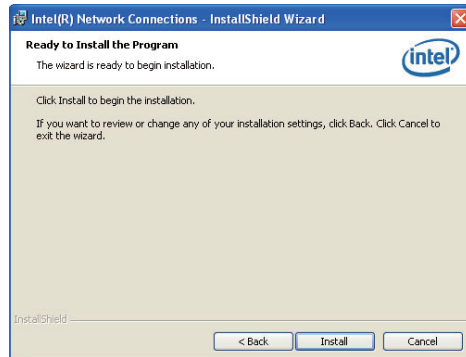 Intel(R) Network Connections - InstallShield Wizard
Ready to Install the Program
The wizard is ready to begin installation.
intel
Click Install to begin the installation.
If you want to review or change any of your installation settings, click Back. Click Cancel to
exit the wizard.
InstallShield
< Back
Install
Cancel